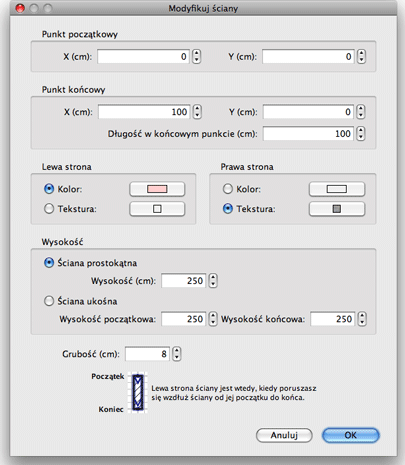 Modyfikuj ściany
Punkt początkowy
X (cm): 0 Y (cm): 0
Punkt końcowy
X (cm): 100 Y (cm): 0
Długość w końcowym punkcie (cm): 100
Lewa strona Prawa strona
Kolor: Kolor:
Tekstura: Tekstura:
Wysokość
Ściana prostokątna
Wysokość (cm): 250
Ściana ukośna
Wysokość początkowa: 250 Wysokość końcowa: 250
Grubość (cm): 8
Początek
Lewa strona ściany jest wtedy, kiedy poruszasz
się wzdłuż ściany od jej początku do końca.
Koniec
Anuluj OK